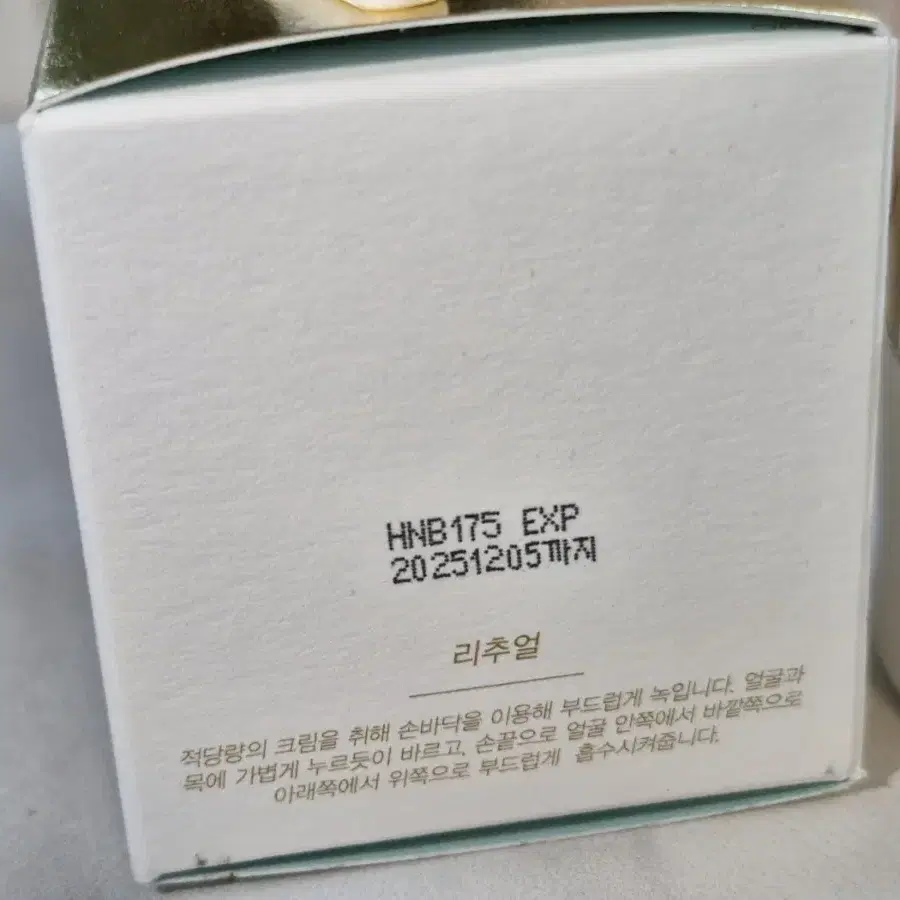 HNB175 EXP
20251205까지
리추얼
적당량의 크림을 취해 손바닥을 이용해 부드럽게 녹입니다. 얼굴과
목에 가볍게 누르듯이 바르고, 손끝으로 얼굴 안쪽에서 바깥쪽으로
아래쪽에서 위쪽으로 부드럽게 흡수시켜줍니다.